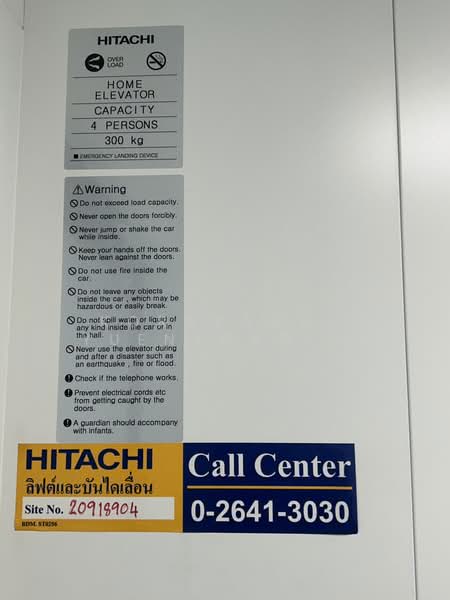 HITACHI
OVER
LOAD
HOME
ELEVATOR
CAPACITY
4 PERSONS
300 kg
■ EMERGENCY LANDING DEVICE
Warning
Do not exceed load capacity.
Never open the doors forcibly.
Never jump or shake the car
while inside.
Keep your hands off the doors.
Never lean against the doors.
Do not use fire inside the
car.
Do not leave any objects
inside the car , which may be
hazardous or easily break.
Do not spill water or liquid of
any kind inside the car or in
the hall.
Never use the elevator during
and after a disaster such as
an earthquake , fire or flood.
Check if the telephone works.
Prevent electrical cords etc
from getting caught by the
doors.
A guardian should accompany
with infants.
HITACHI
ลิฟต์และบันไดเลื่อน
Site No. 20918904
BDM. ST0256
Call Center
0-2641-3030